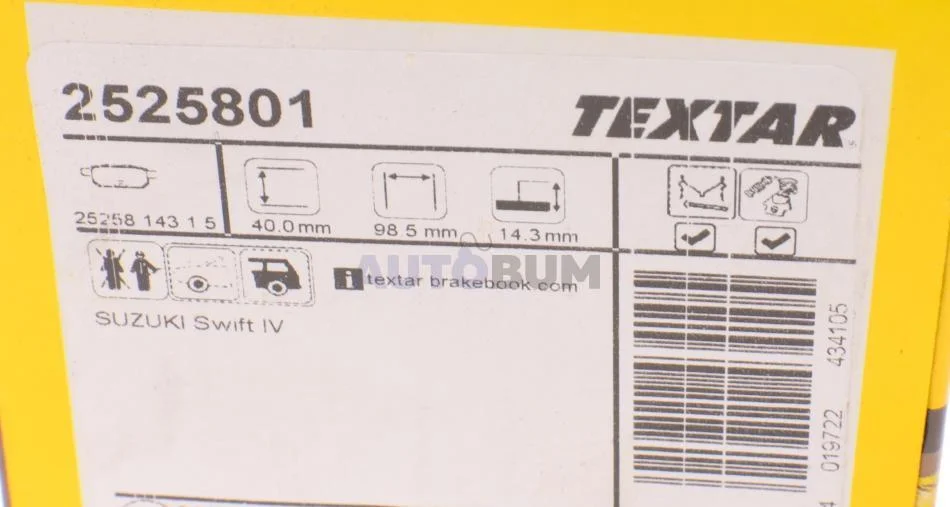 2525801
TEXTAR
25258 143 1 5
40.0 mm
98.5 mm
14.3 mm
AUTOBUM
i textar brakebook.com
SUZUKI Swift IV
434105
019722
4